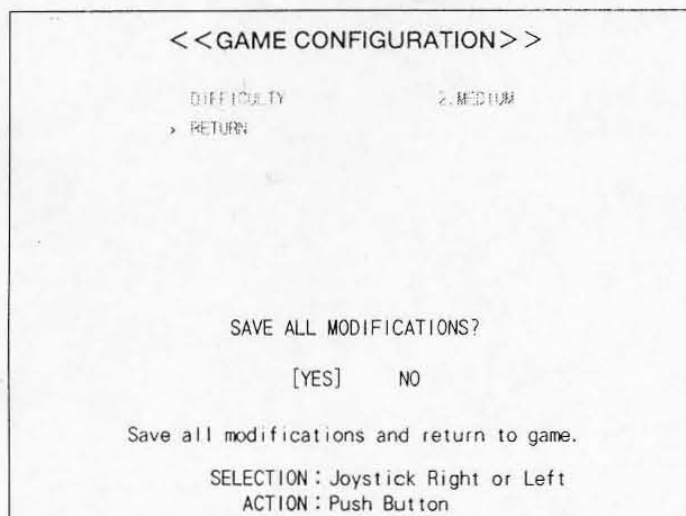 <<GAME CONFIGURATION>>
DIFFICULTY 2.MEDIUM
> RETURN
SAVE ALL MODIFICATIONS?
[YES] NO
Save all modifications and return to game.
SELECTION : Joystick Right or Left
ACTION : Push Button